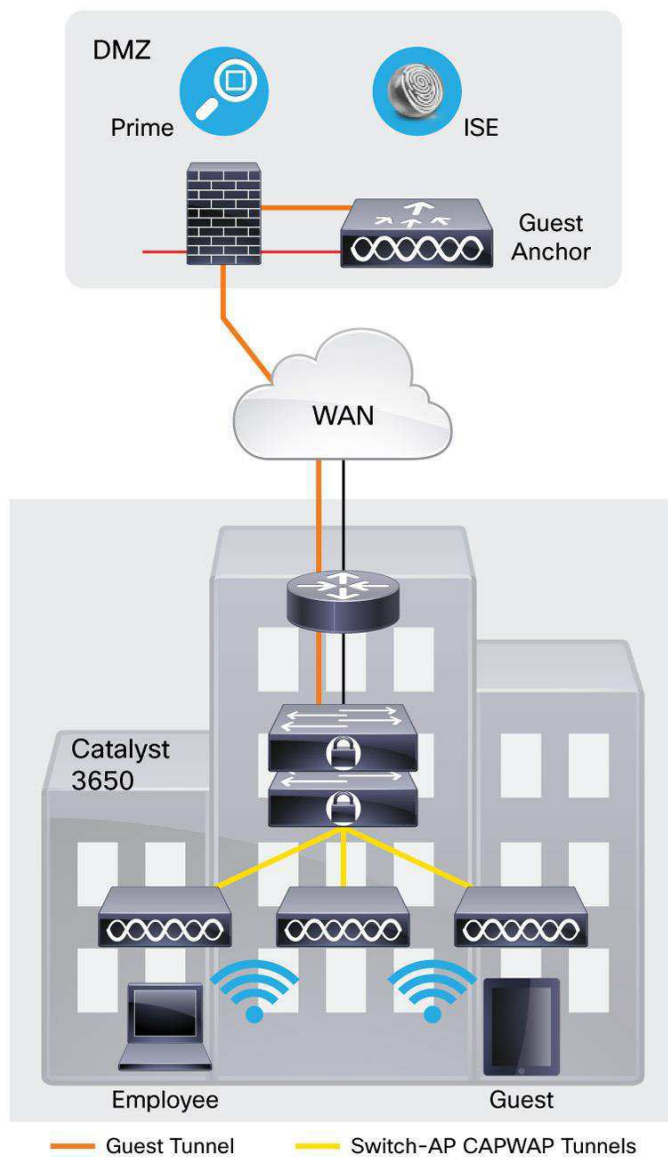 DMZ
Prime
ISE
Guest
Anchor
WAN
Catalyst
3650
Employee
Guest
Guest Tunnel
Switch-AP CAPWAP Tunnels